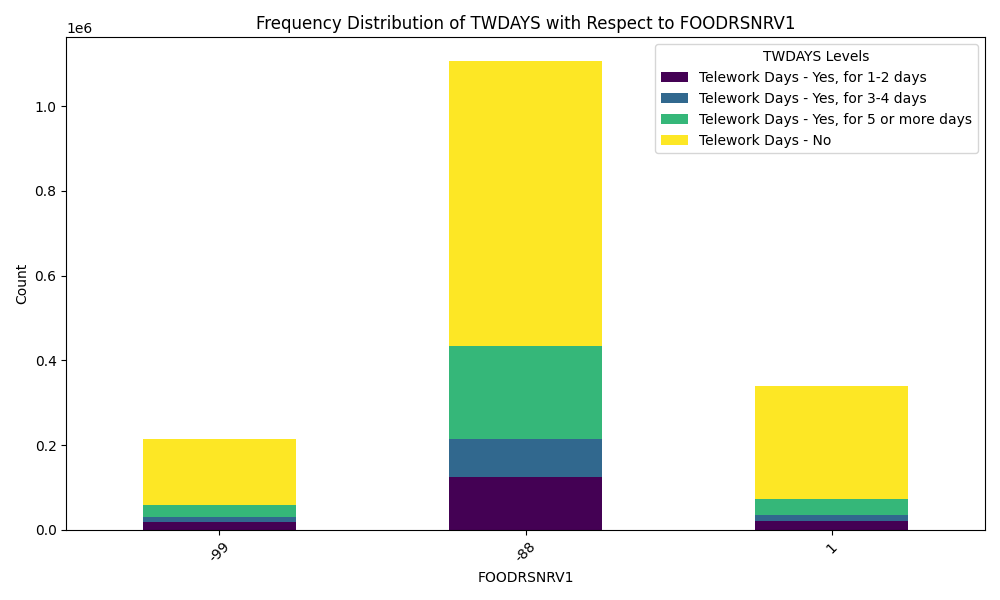 Frequency Distribution of TWDAYS with Respect to FOODRSNRV1
1e6
TWDAYS Levels
Telework Days - Yes, for 1-2 days
Telework Days - Yes, for 3-4 days
Telework Days - Yes, for 5 or more days
Telework Days - No
Count
1.0
0.8
0.6
0.4
0.2
0.0
-99
-88
1
FOODRSNRV1